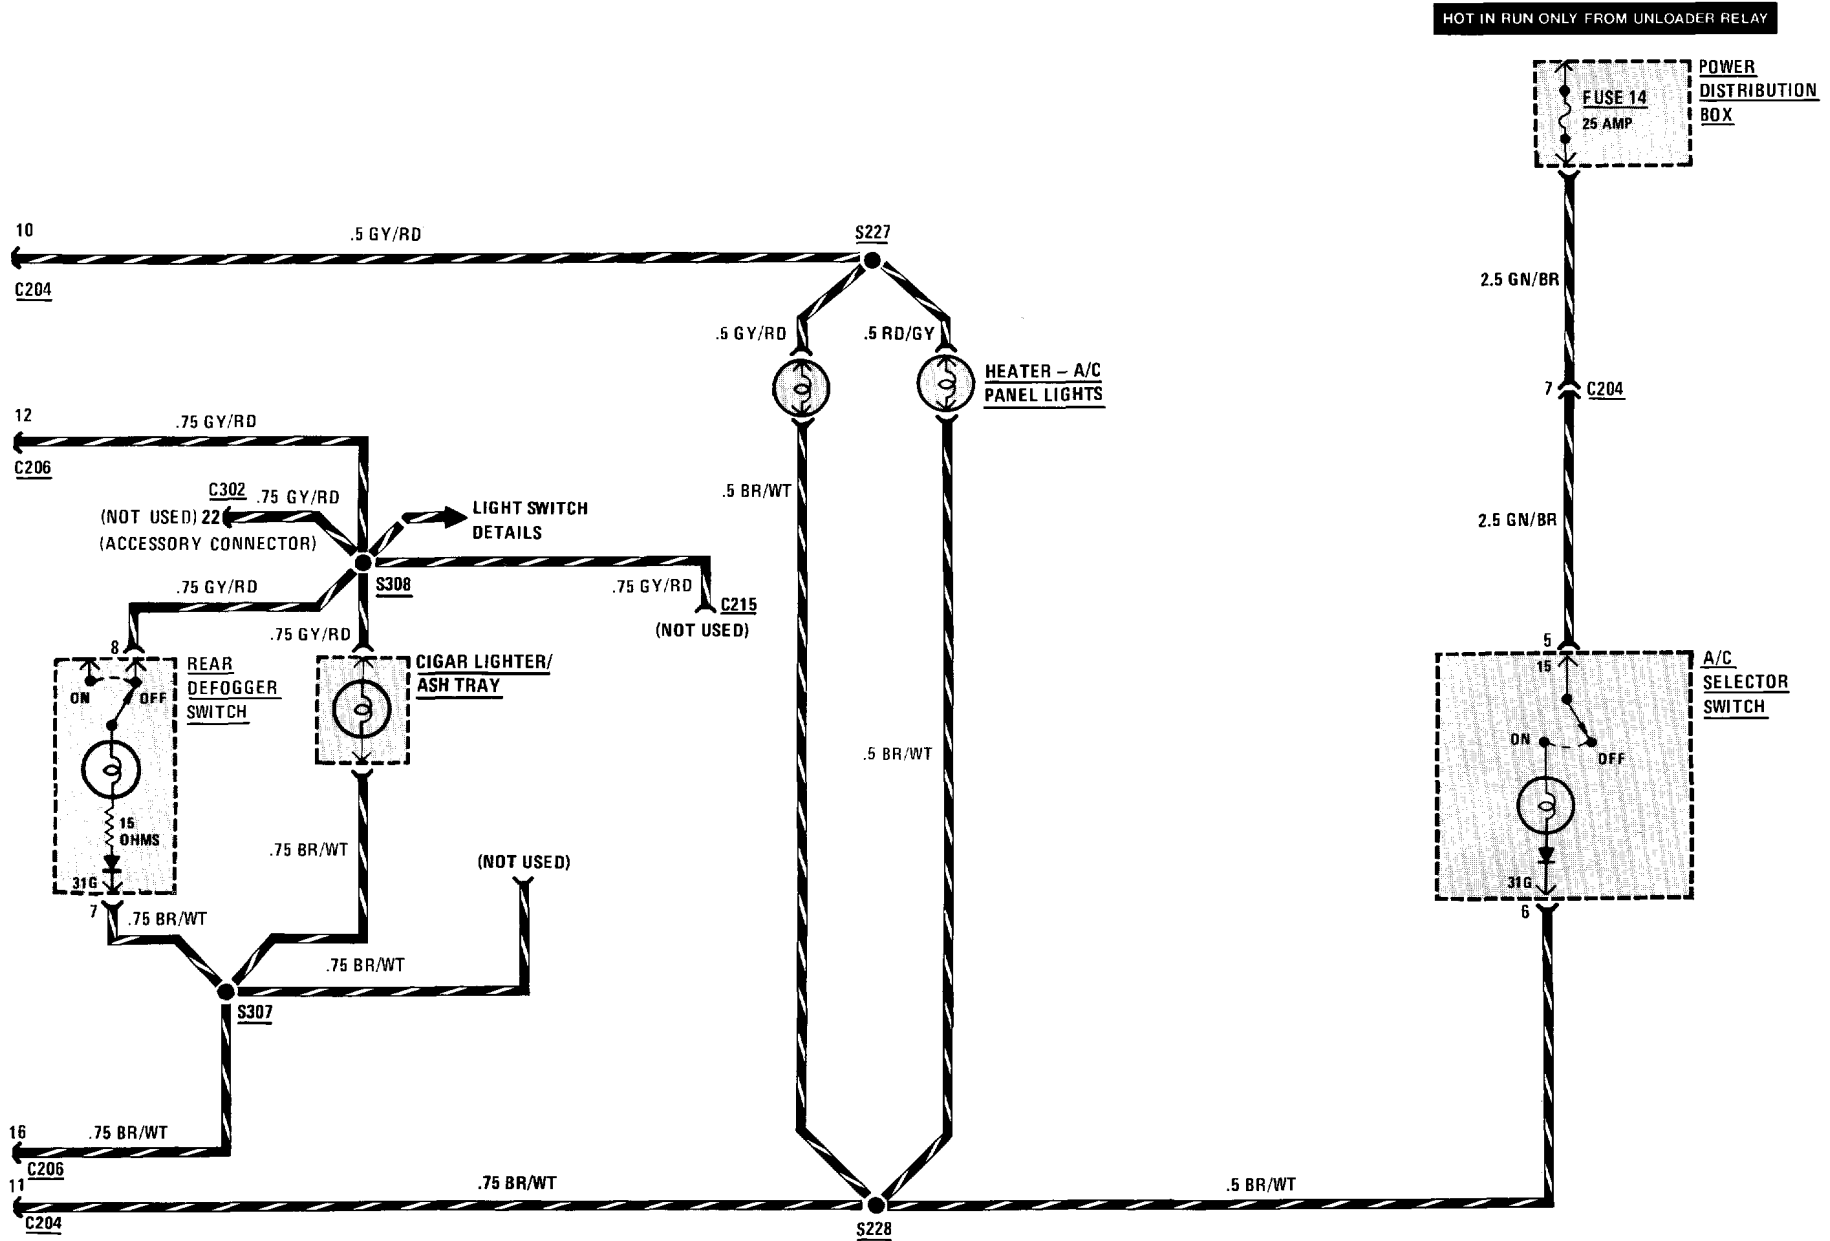 HOT IN RUN ONLY FROM UNLOADER RELAY
POWER
DISTRIBUTION
BOX
FUSE 14
25 AMP
10
.5 GY/RD
S227
C204
2.5 GN/BR
.5 GY/RD
.5 RD/GY
HEATER – A/C
PANEL LIGHTS
7
C204
12
.75 GY/RD
C206
C302
.75 GY/RD
(NOT USED) 22
(ACCESSORY CONNECTOR)
LIGHT SWITCH
DETAILS
.5 BR/WT
2.5 GN/BR
.75 GY/RD
S308
.75 GY/RD
C215
(NOT USED)
.75 GY/RD
8
REAR
DEFOGGER
SWITCH
ON
OFF
CIGAR LIGHTER/
ASH TRAY
5
15
A/C
SELECTOR
SWITCH
ON
OFF
.5 BR/WT
15
OHMS
.75 BR/WT
(NOT USED)
31G
7
.75 BR/WT
31G
6
.75 BR/WT
S307
16
.75 BR/WT
C206
11
.75 BR/WT
.5 BR/WT
C204
S228